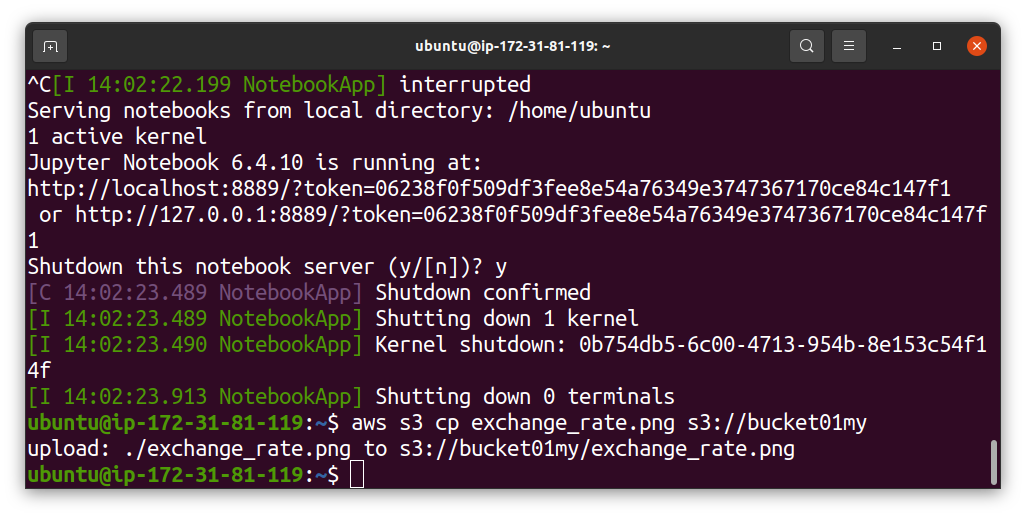 ubuntu@ip-172-31-81-119: ~
^C[I 14:02:22.199 NotebookApp] interrupted
Serving notebooks from local directory: /home/ubuntu
1 active kernel
Jupyter Notebook 6.4.10 is running at:
http://localhost:8889/?token=06238f0f509df3fee8e54a76349e3747367170ce84c147f1
 or http://127.0.0.1:8889/?token=06238f0f509df3fee8e54a76349e3747367170ce84c147f
1
Shutdown this notebook server (y/[n])? y
[C 14:02:23.489 NotebookApp] Shutdown confirmed
[I 14:02:23.489 NotebookApp] Shutting down 1 kernel
[I 14:02:23.490 NotebookApp] Kernel shutdown: 0b754db5-6c00-4713-954b-8e153c54f1
4f
[I 14:02:23.913 NotebookApp] Shutting down 0 terminals
ubuntu@ip-172-31-81-119:~$ aws s3 cp exchange_rate.png s3://bucket01my
upload: ./exchange_rate.png to s3://bucket01my/exchange_rate.png
ubuntu@ip-172-31-81-119:~$